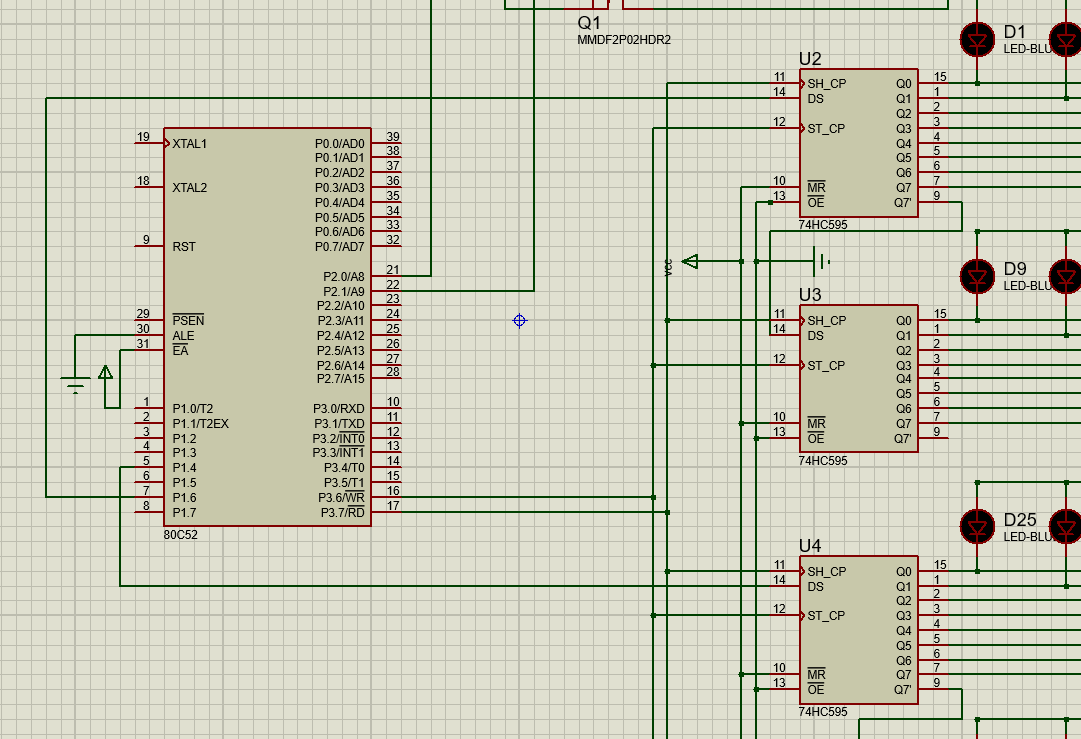 Q1
MMDF2P02HDR2
D1
LED-BLU
U2
11 SH_CP Q0 15
14 DS Q1 1
Q2 2
12 ST_CP Q3 3
Q4 4
Q5 5
Q6 6
10 MR Q7 7
13 OE Q7' 9
74HC595
19 XTAL1 P0.0/AD0 39
P0.1/AD1 38
P0.2/AD2 37
18 XTAL2 P0.3/AD3 36
P0.4/AD4 35
P0.5/AD5 34
P0.6/AD6 33
9 RST P0.7/AD7 32
P2.0/A8 21
P2.1/A9 22
P2.2/A10 23
29 PSEN P2.3/A11 24
30 ALE P2.4/A12 25
31 EA P2.5/A13 26
P2.6/A14 27
P2.7/A15 28
1 P1.0/T2 P3.0/RXD 10
2 P1.1/T2EX P3.1/TXD 11
3 P1.2 P3.2/INT0 12
4 P1.3 P3.3/INT1 13
5 P1.4 P3.4/T0 14
6 P1.5 P3.5/T1 15
7 P1.6 P3.6/WR 16
8 P1.7 P3.7/RD 17
80C52
vcc
D9
LED-BLU
U3
11 SH_CP Q0 15
14 DS Q1 1
Q2 2
12 ST_CP Q3 3
Q4 4
Q5 5
Q6 6
10 MR Q7 7
13 OE Q7' 9
74HC595
D25
LED-BLU
U4
11 SH_CP Q0 15
14 DS Q1 1
Q2 2
12 ST_CP Q3 3
Q4 4
Q5 5
Q6 6
10 MR Q7 7
13 OE Q7' 9
74HC595